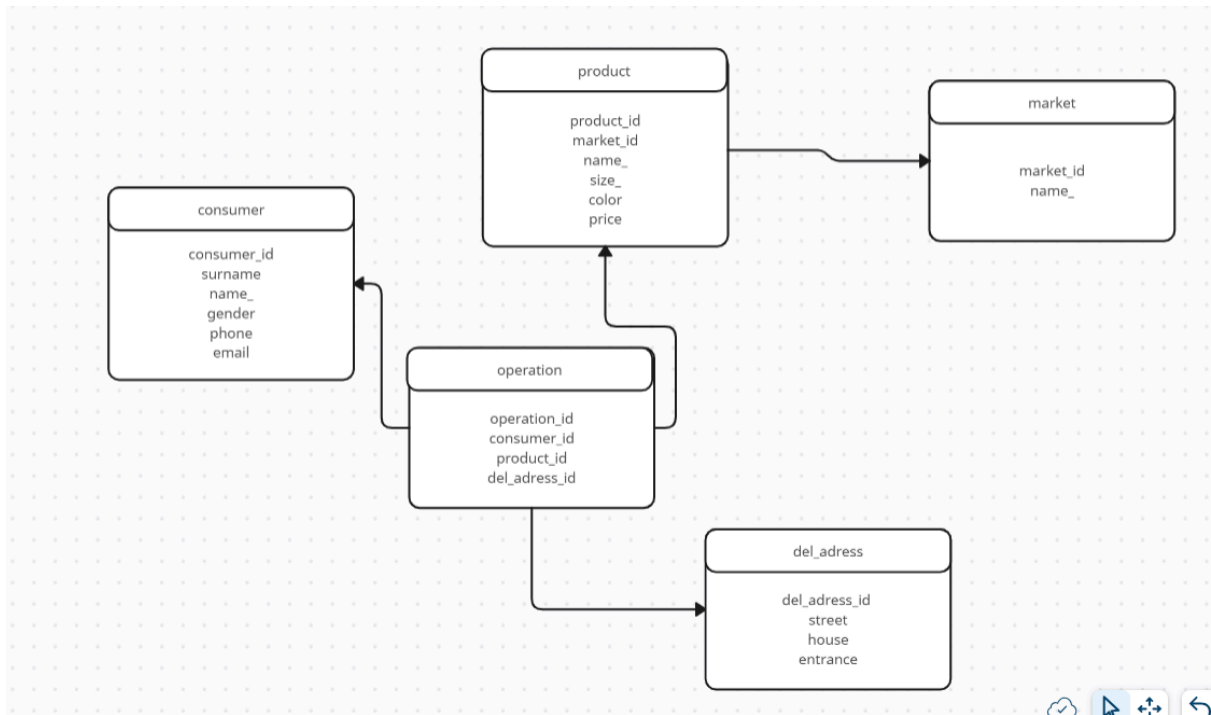 product
product_id
market_id
name_
size_
color
price
market
market_id
name_
consumer
consumer_id
surname
name_
gender
phone
email
operation
operation_id
consumer_id
product_id
del_adress_id
del_adress
del_adress_id
street
house
entrance